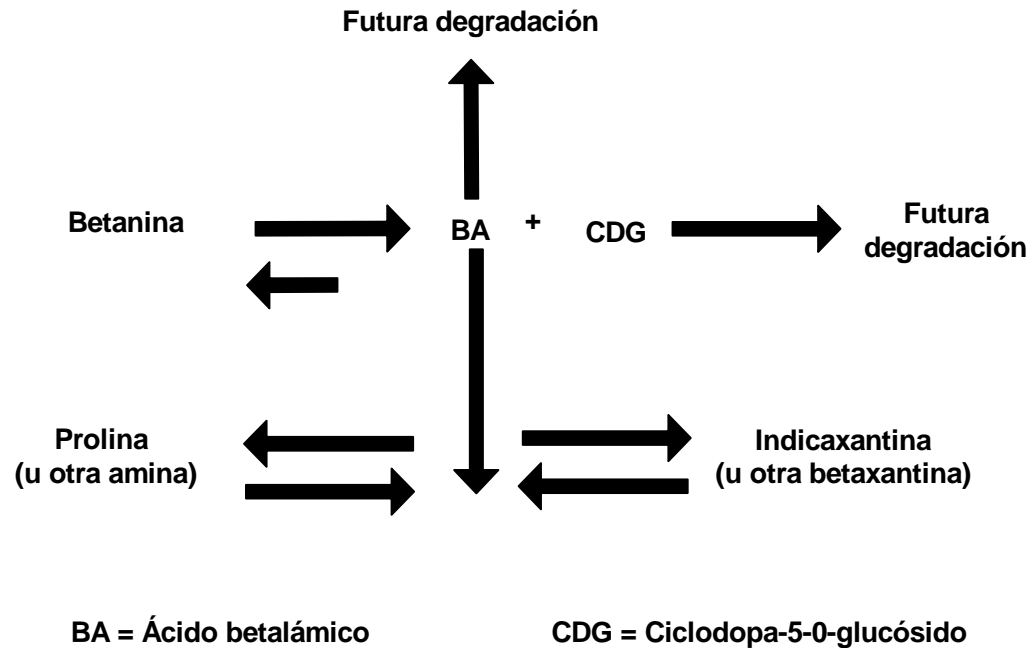 Futura degradación
Betanina
BA
+
CDG
Futura
degradación
Prolina
(u otra amina)
Indicaxantina
(u otra betaxantina)
BA = Ácido betalámico
CDG = Ciclodopa-5-0-glucósido